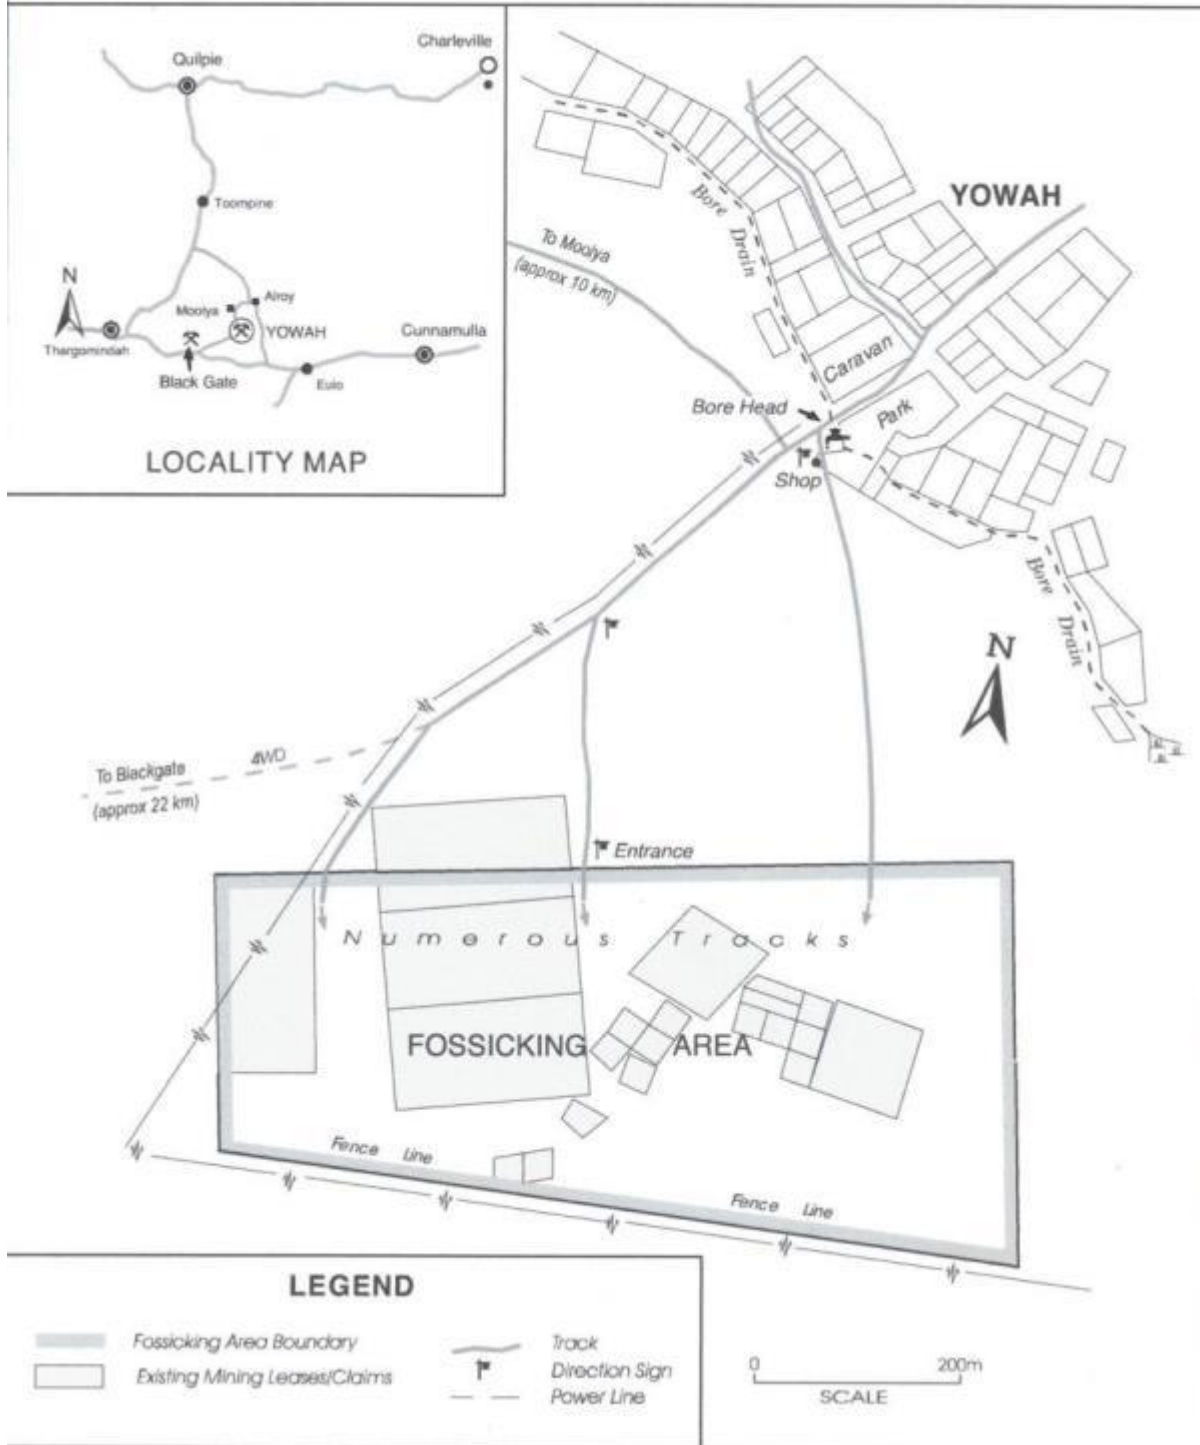 Charleville
Quilpie
Toompine
N
Alroy
Mooiya
YOWAH
Cunnamulla
Thargomindah
Black Gate
Eulo
LOCALITY MAP
YOWAH
Bore
Drain
To Mooiya
(approx 10 km)
Caravan
Park
Bore Head
Shop
Bore
Drain
N
4WD
To Blackgate
(approx 22 km)
Entrance
Numerous Tracks
FOSSICKING AREA
Fence Line
Fence Line
LEGEND
Fossicking Area Boundary
Existing Mining Leases/Claims
Track
Direction Sign
Power Line
0 200m
SCALE